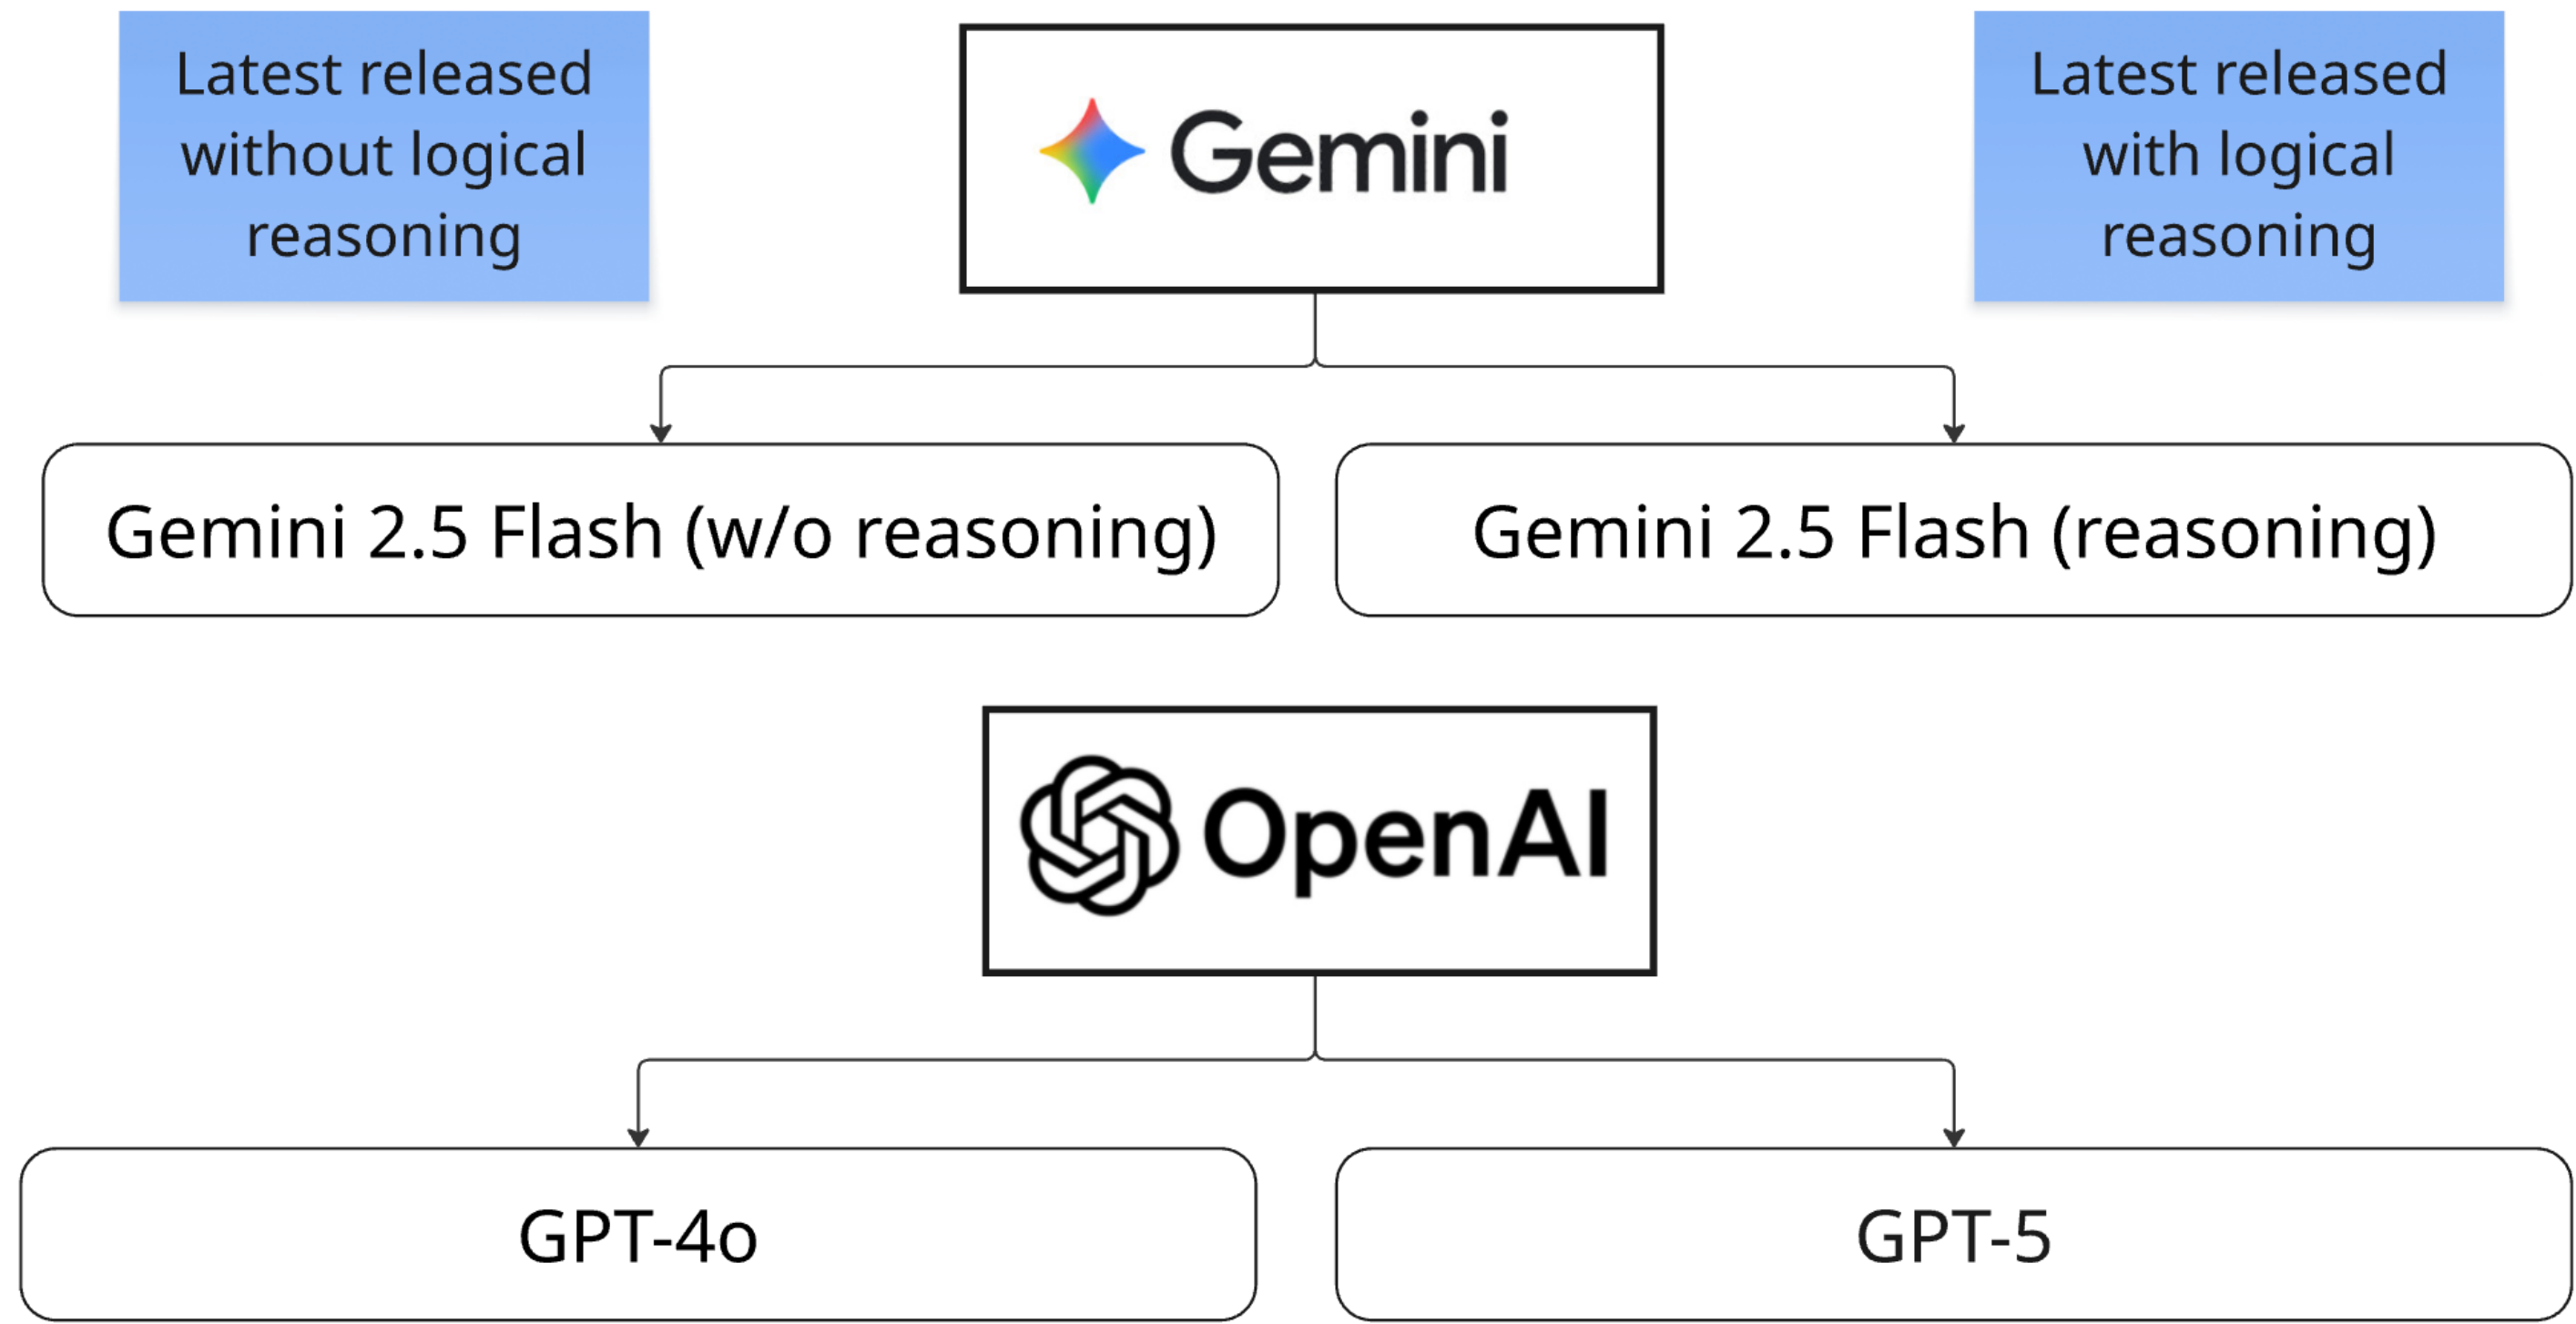 Latest released
without logical
reasoning
Gemini
Latest released
with logical
reasoning
Gemini 2.5 Flash (w/o reasoning)
Gemini 2.5 Flash (reasoning)
OpenAI
GPT-4o
GPT-5